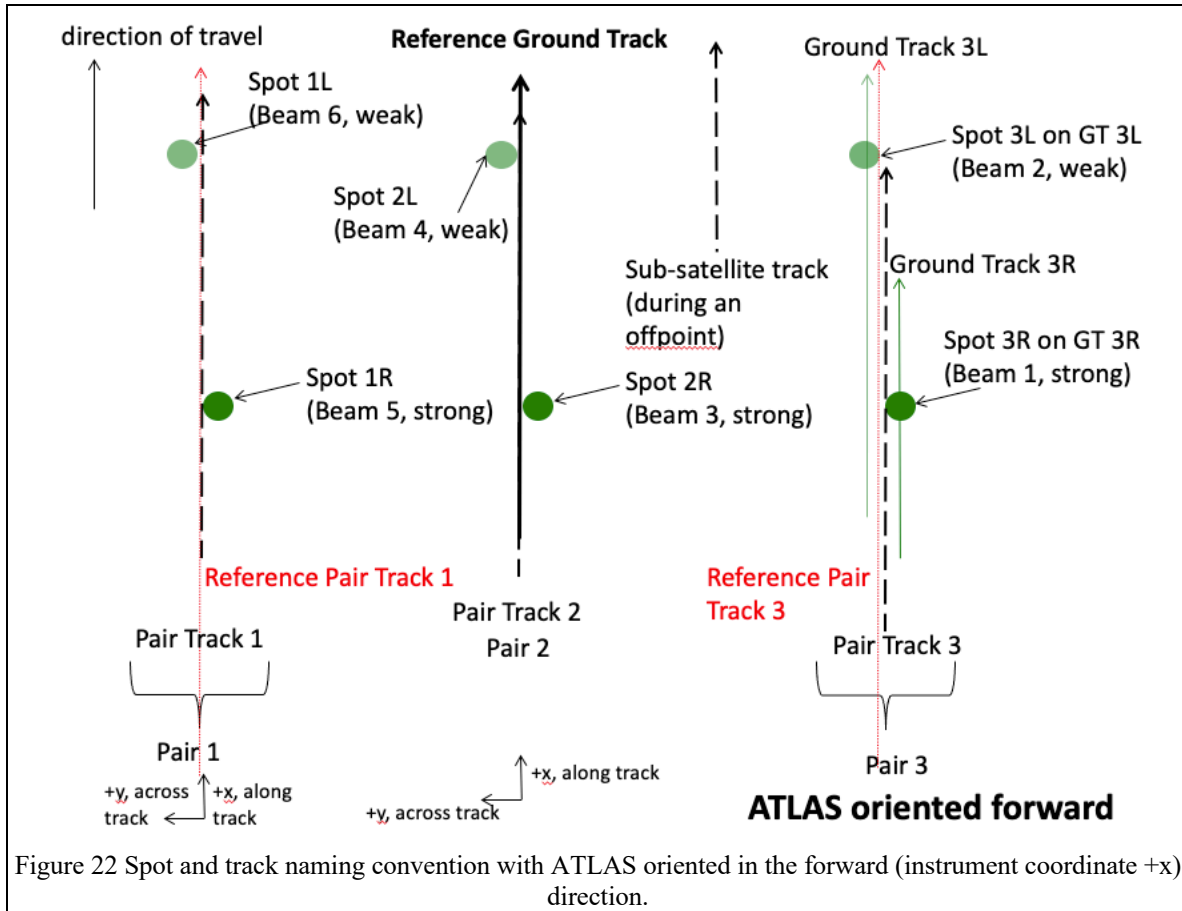 direction of travel
Reference Ground Track
Ground Track 3L
Spot 1L
(Beam 6, weak)
Spot 2L
(Beam 4, weak)
Spot 3L on GT 3L
(Beam 2, weak)
Sub-satellite track
(during an
offpoint)
Ground Track 3R
Spot 1R
(Beam 5, strong)
Spot 2R
(Beam 3, strong)
Spot 3R on GT 3R
(Beam 1, strong)
Reference Pair Track 1
Reference Pair
Track 3
Pair Track 1
Pair Track 2
Pair 2
Pair Track 3
Pair 1
Pair 3
+y, across
track
+x, along
track
+x, along track
+y, across track
ATLAS oriented forward
Figure 22 Spot and track naming convention with ATLAS oriented in the forward (instrument coordinate +x)
direction.